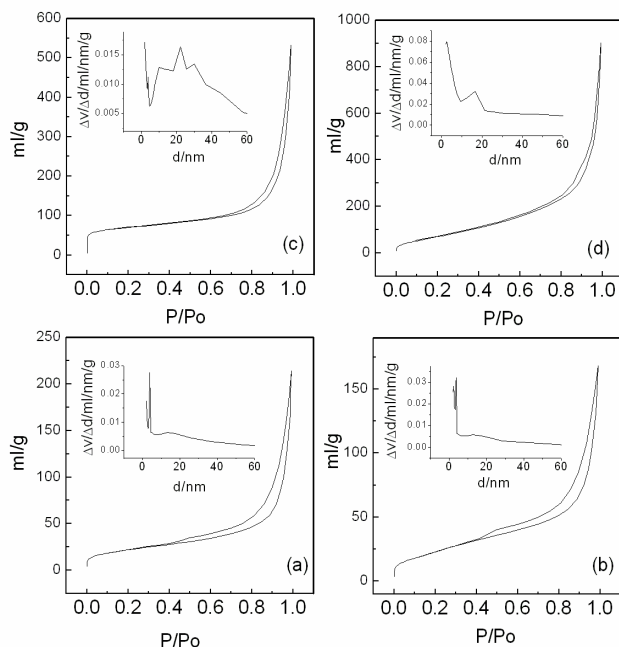 600
500
400
300
200
100
0
ml/g
0.015
0.010
0.005
Δv/Δd/ml/nm/g
0 20 40 60
d/nm
(c)
0.0 0.2 0.4 0.6 0.8 1.0
P/Po
1000
800
600
400
200
0
ml/g
0.08
0.06
0.04
0.02
0.00
Δv/Δd/ml/nm/g
0 20 40 60
d/nm
(d)
0.0 0.2 0.4 0.6 0.8 1.0
P/Po
250
200
150
100
50
0
ml/g
0.03
0.02
0.01
0.00
Δv/Δd/ml/nm/g
0 20 40 60
d/nm
(a)
0.0 0.2 0.4 0.6 0.8 1.0
P/Po
150
100
50
0
ml/g
0.03
0.02
0.01
0.00
Δv/Δd/ml/nm/g
0 20 40 60
d/nm
(b)
0.0 0.2 0.4 0.6 0.8 1.0
P/Po